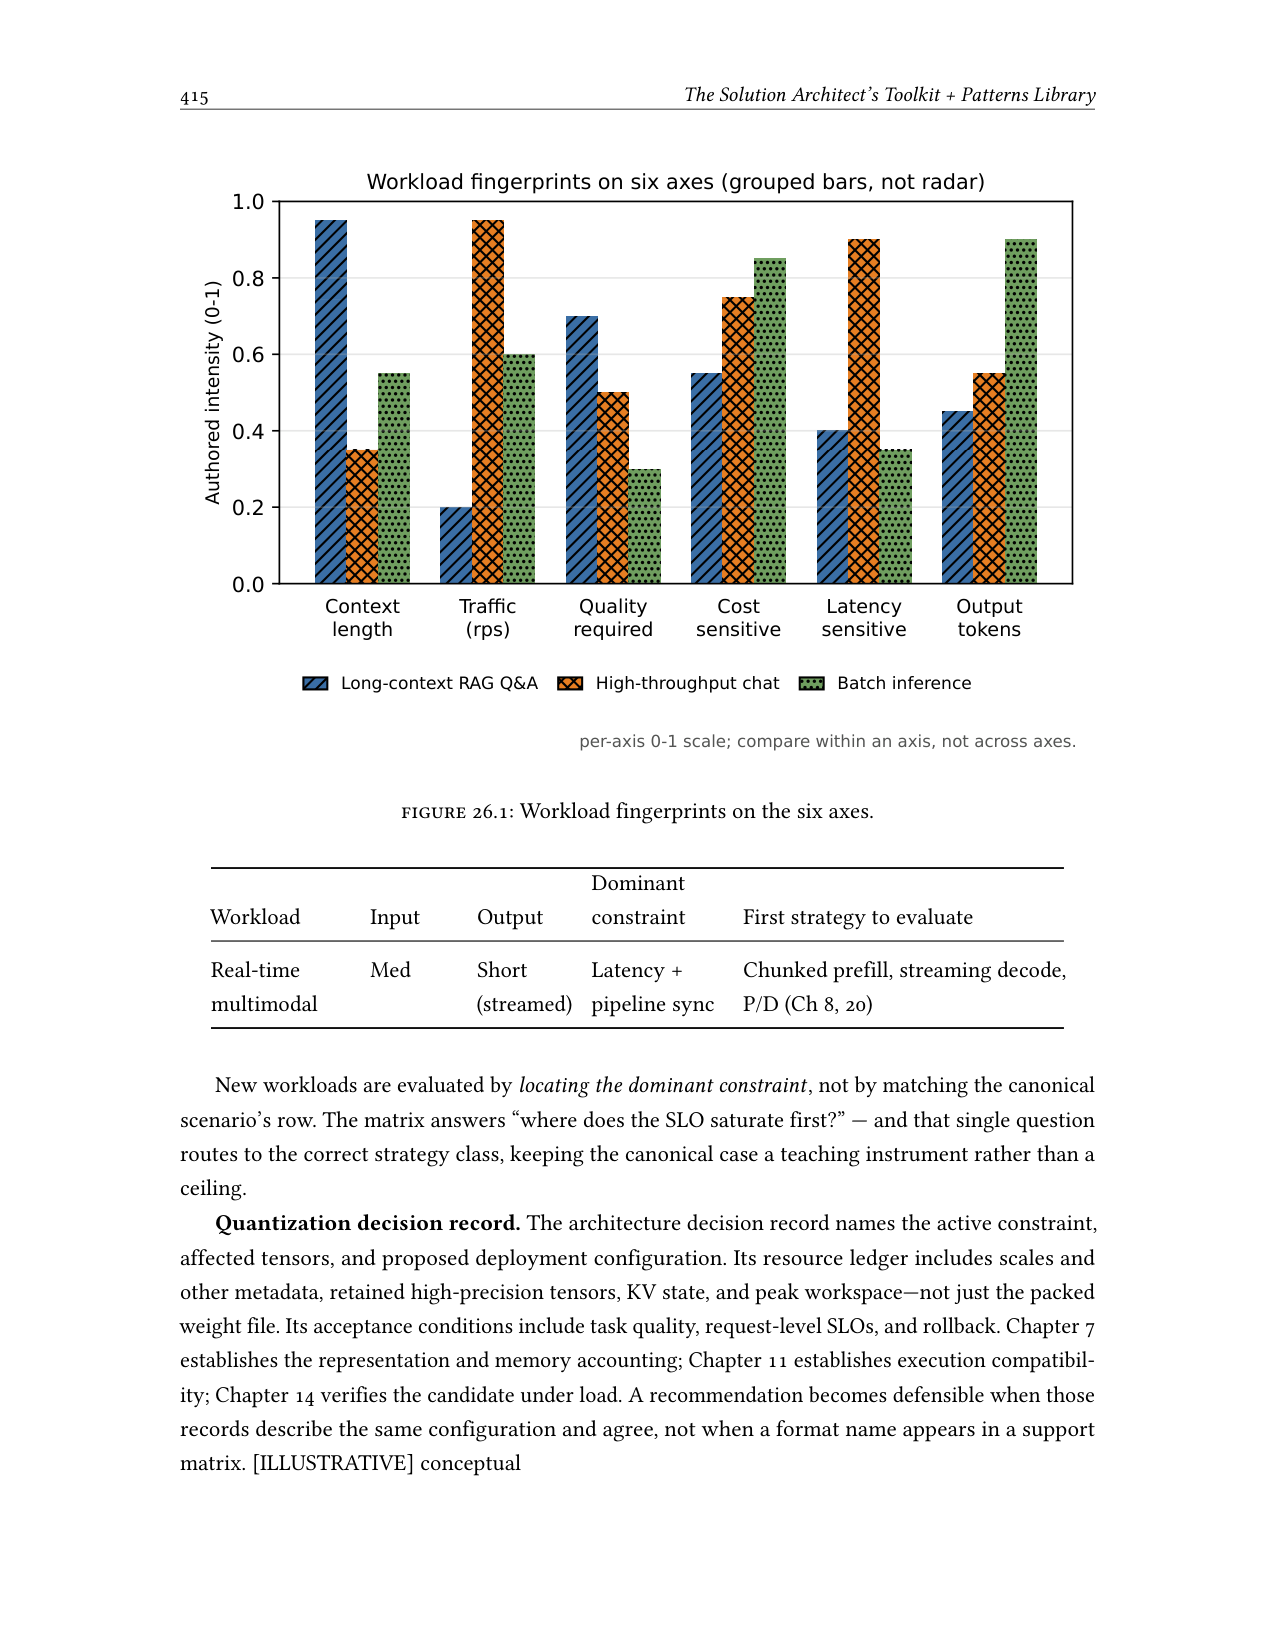 415 The Solution Architect's Toolkit + Patterns Library
Workload fingerprints on six axes (grouped bars, not radar)
1.0
0.8
0.6
0.4
0.2
0.0
Authored intensity (0-1)
Context length
Traffic (rps)
Quality required
Cost sensitive
Latency sensitive
Output tokens
Long-context RAG Q&A High-throughput chat Batch inference
per-axis 0-1 scale; compare within an axis, not across axes.
FIGURE 26.1: Workload fingerprints on the six axes.
Dominant
Workload Input Output constraint First strategy to evaluate
Real-time Med Short Latency + Chunked prefill, streaming decode,
multimodal (streamed) pipeline sync P/D (Ch 8, 20)
New workloads are evaluated by locating the dominant constraint, not by matching the canonical
scenario's row. The matrix answers “where does the SLO saturate first?” — and that single question
routes to the correct strategy class, keeping the canonical case a teaching instrument rather than a
ceiling.
Quantization decision record. The architecture decision record names the active constraint,
affected tensors, and proposed deployment configuration. Its resource ledger includes scales and
other metadata, retained high-precision tensors, KV state, and peak workspace—not just the packed
weight file. Its acceptance conditions include task quality, request-level SLOs, and rollback. Chapter 7
establishes the representation and memory accounting; Chapter 11 establishes execution compatibil-
ity; Chapter 14 verifies the candidate under load. A recommendation becomes defensible when those
records describe the same configuration and agree, not when a format name appears in a support
matrix. [ILLUSTRATIVE] conceptual